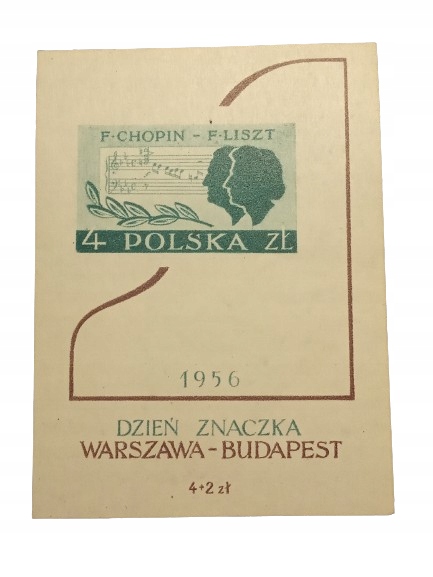 F·CHOPIN – F·LISZT
4 POLSKA ZŁ
1956
DZIEŃ ZNACZKA
WARSZAWA-BUDAPEST
4+2 zł